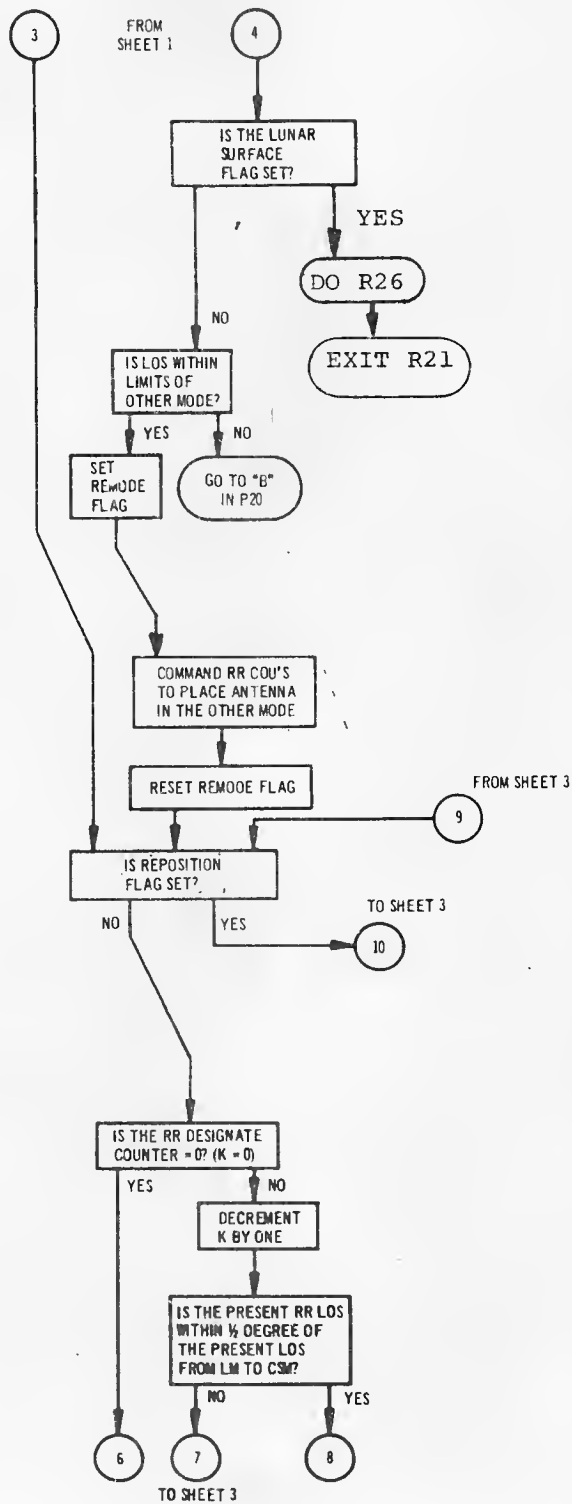 3
FROM
SHEET 1
4
IS THE LUNAR
SURFACE
FLAG SET?
YES
DO R26
EXIT R21
NO
IS LOS WITHIN
LIMITS OF
OTHER MODE?
YES
NO
SET
REMODE
FLAG
GO TO "B"
IN P20
COMMAND RR CDU'S
TO PLACE ANTENNA
IN THE OTHER MODE
RESET REMODE FLAG
FROM SHEET 3
9
IS REPOSITION
FLAG SET?
NO
YES
TO SHEET 3
10
IS THE RR DESIGNATE
COUNTER = 0? (K = 0)
YES
NO
DECREMENT
K BY ONE
IS THE PRESENT RR LOS
WITHIN ½ DEGREE OF
THE PRESENT LOS
FROM LM TO CSM?
NO
YES
6
7
8
TO SHEET 3